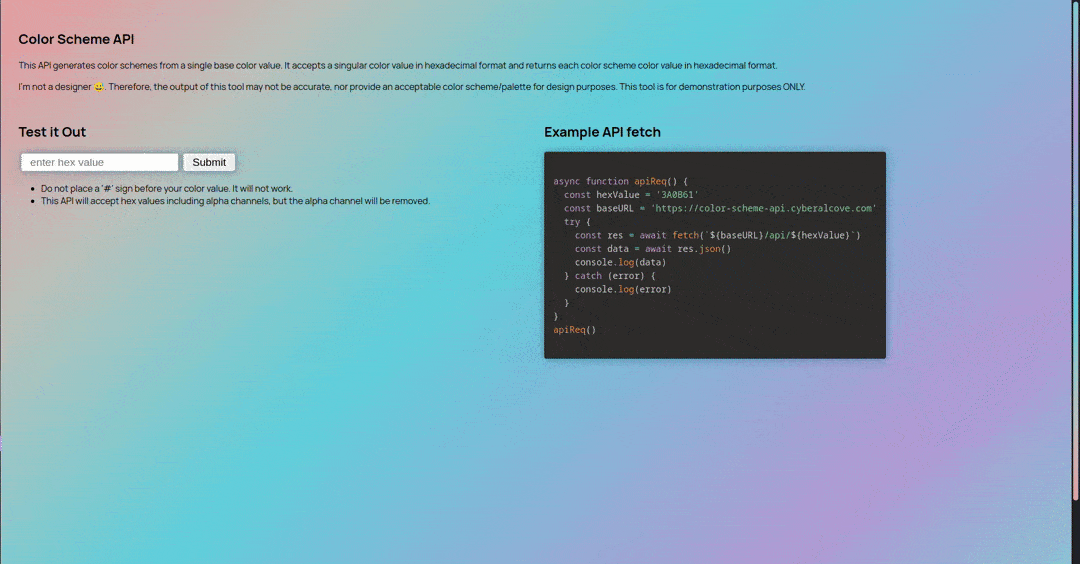 Color Scheme API
This API generates color schemes from a single base color value. It accepts a singular color value in hexadecimal format and returns each color scheme color value in hexadecimal format.
I'm not a designer 😀. Therefore, the output of this tool may not be accurate, nor provide an acceptable color scheme/palette for design purposes. This tool is for demonstration purposes ONLY.
Test it Out
enter hex value Submit
Do not place a '#' sign before your color value. It will not work.
This API will accept hex values including alpha channels, but the alpha channel will be removed.
Example API fetch
async function apiReq() {
  const hexValue = '3A0B61'
  const baseURL = 'https://color-scheme-api.cyberalcove.com'
  try {
    const res = await fetch(`${baseURL}/api/${hexValue}`)
    const data = await res.json()
    console.log(data)
  } catch (error) {
    console.log(error)
  }
}
apiReq()